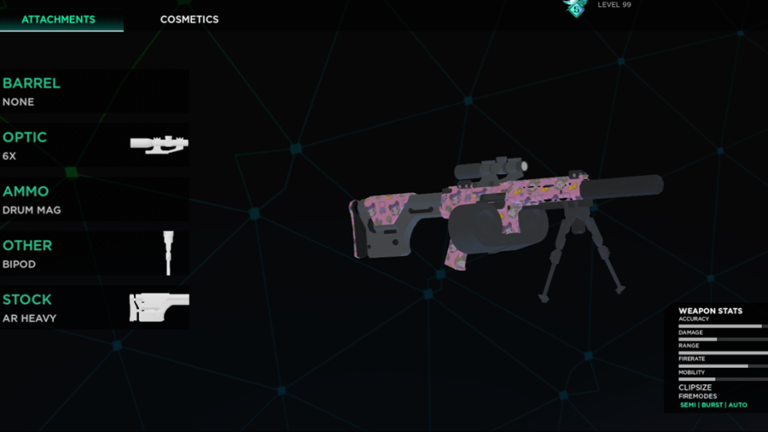 LEVEL 99
ATTACHMENTS
COSMETICS
BARREL
NONE
OPTIC
6X
AMMO
DRUM MAG
OTHER
BIPOD
STOCK
AR HEAVY
WEAPON STATS
ACCURACY
DAMAGE
RANGE
FIRERATE
MOBILITY
CLIPSIZE
FIREMODES
SEMI | BURST | AUTO